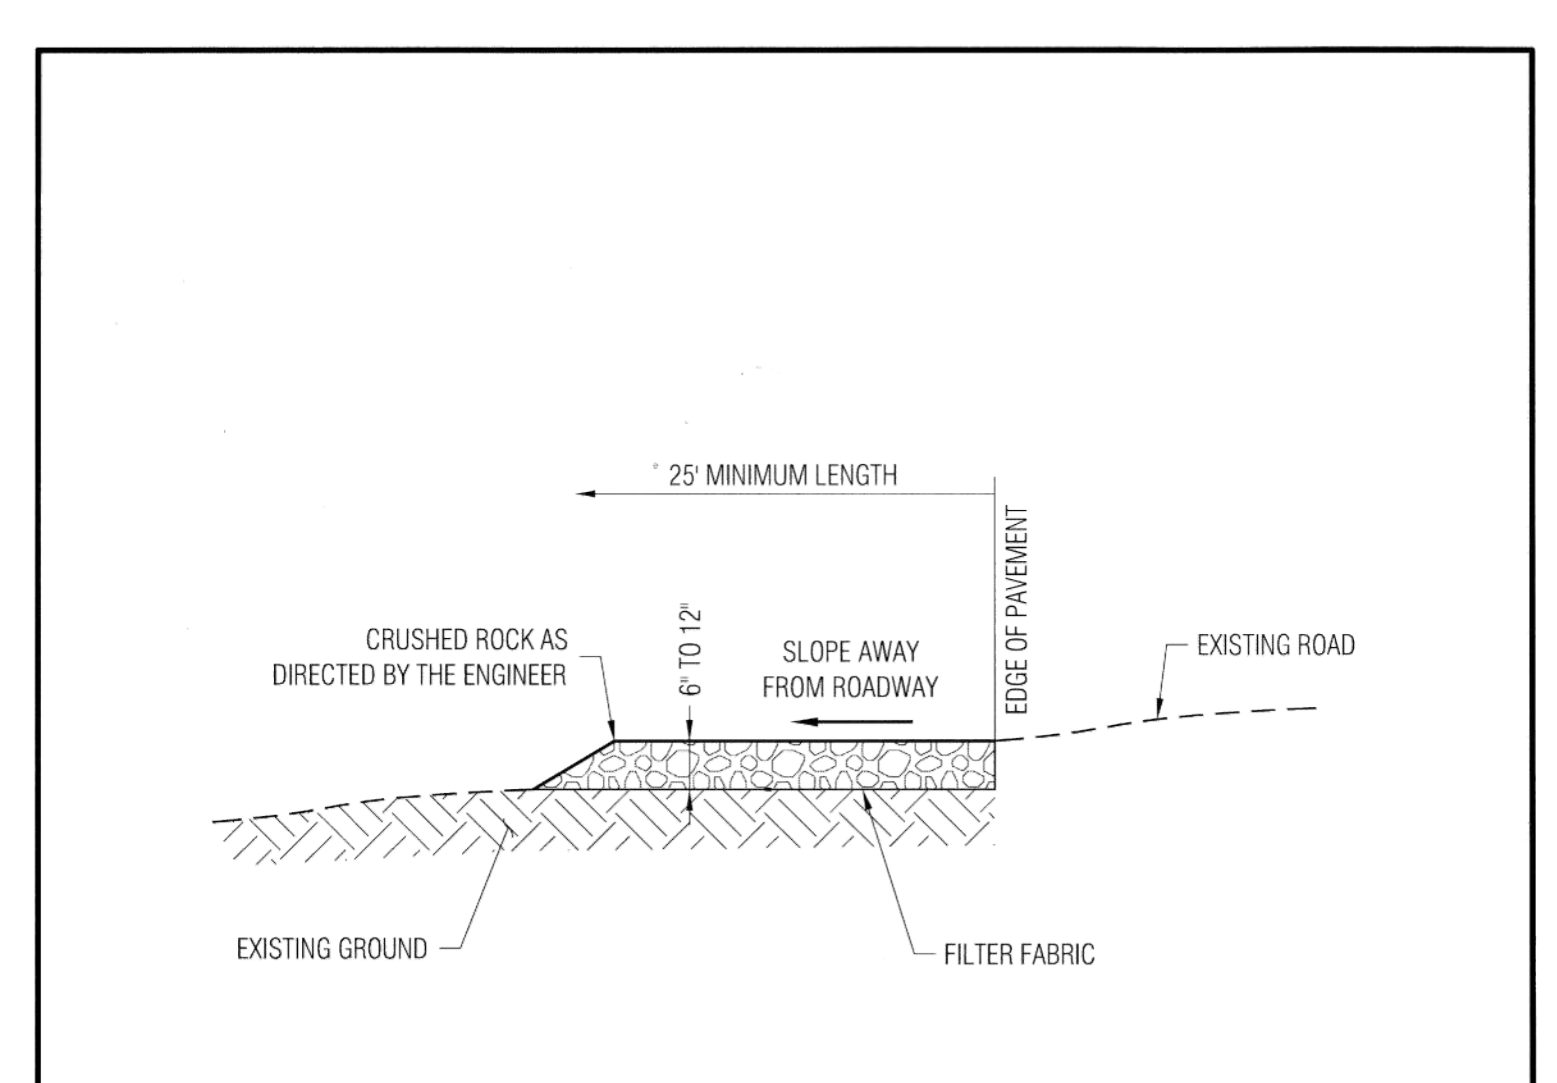 25' MINIMUM LENGTH
EDGE OF PAVEMENT
CRUSHED ROCK AS
DIRECTED BY THE ENGINEER
6" TO 12"
SLOPE AWAY
FROM ROADWAY
EXISTING ROAD
EXISTING GROUND
FILTER FABRIC